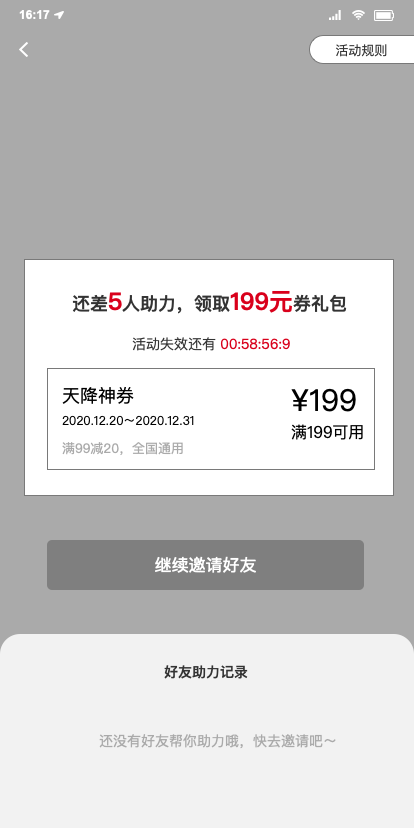 16:17
活动规则
还差5人助力，领取199元券礼包
活动失效还有 00:58:56:9
天降神券
¥199
2020.12.20～2020.12.31
满199可用
满99减20，全国通用
继续邀请好友
好友助力记录
还没有好友帮你助力哦，快去邀请吧～